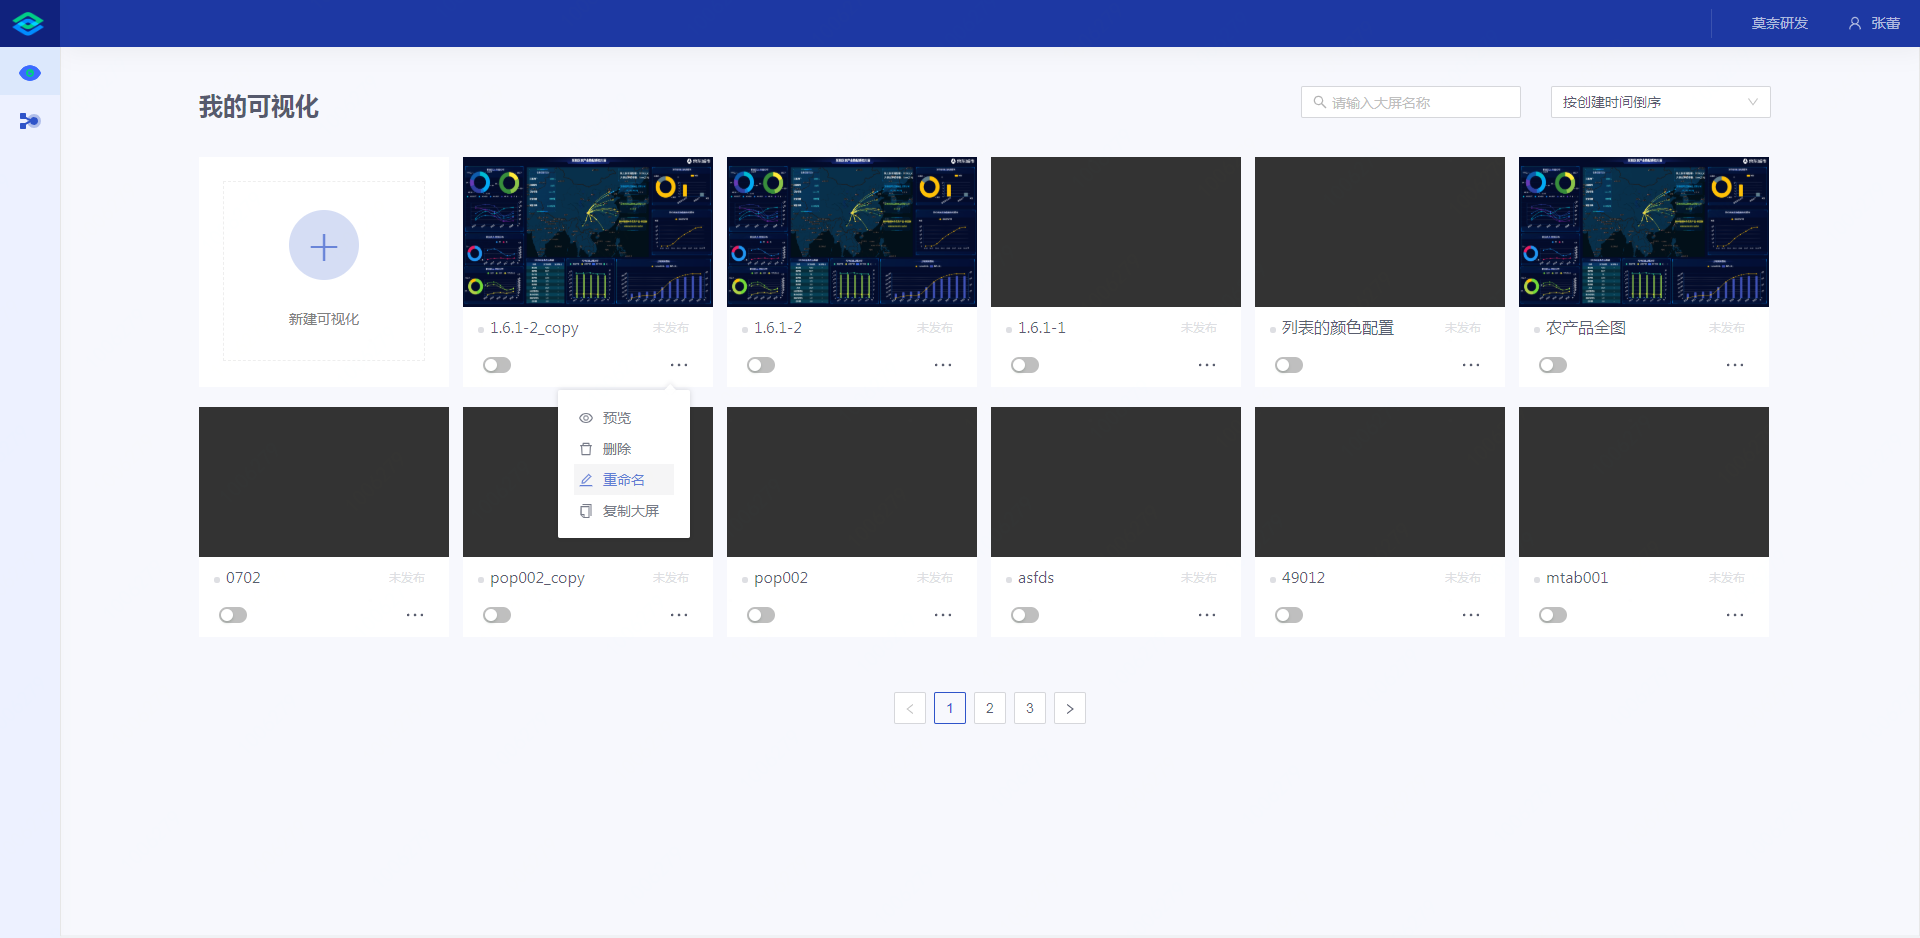 莫奈研发
张蕾
我的可视化
请输入大屏名称
按创建时间倒序
新建可视化
1.6.1-2_copy
未发布
1.6.1-2
未发布
1.6.1-1
未发布
列表的颜色配置
未发布
农产品全图
未发布
预览
删除
重命名
复制大屏
0702
未发布
pop002_copy
未发布
pop002
未发布
asfds
未发布
49012
未发布
mtab001
未发布
1
2
3